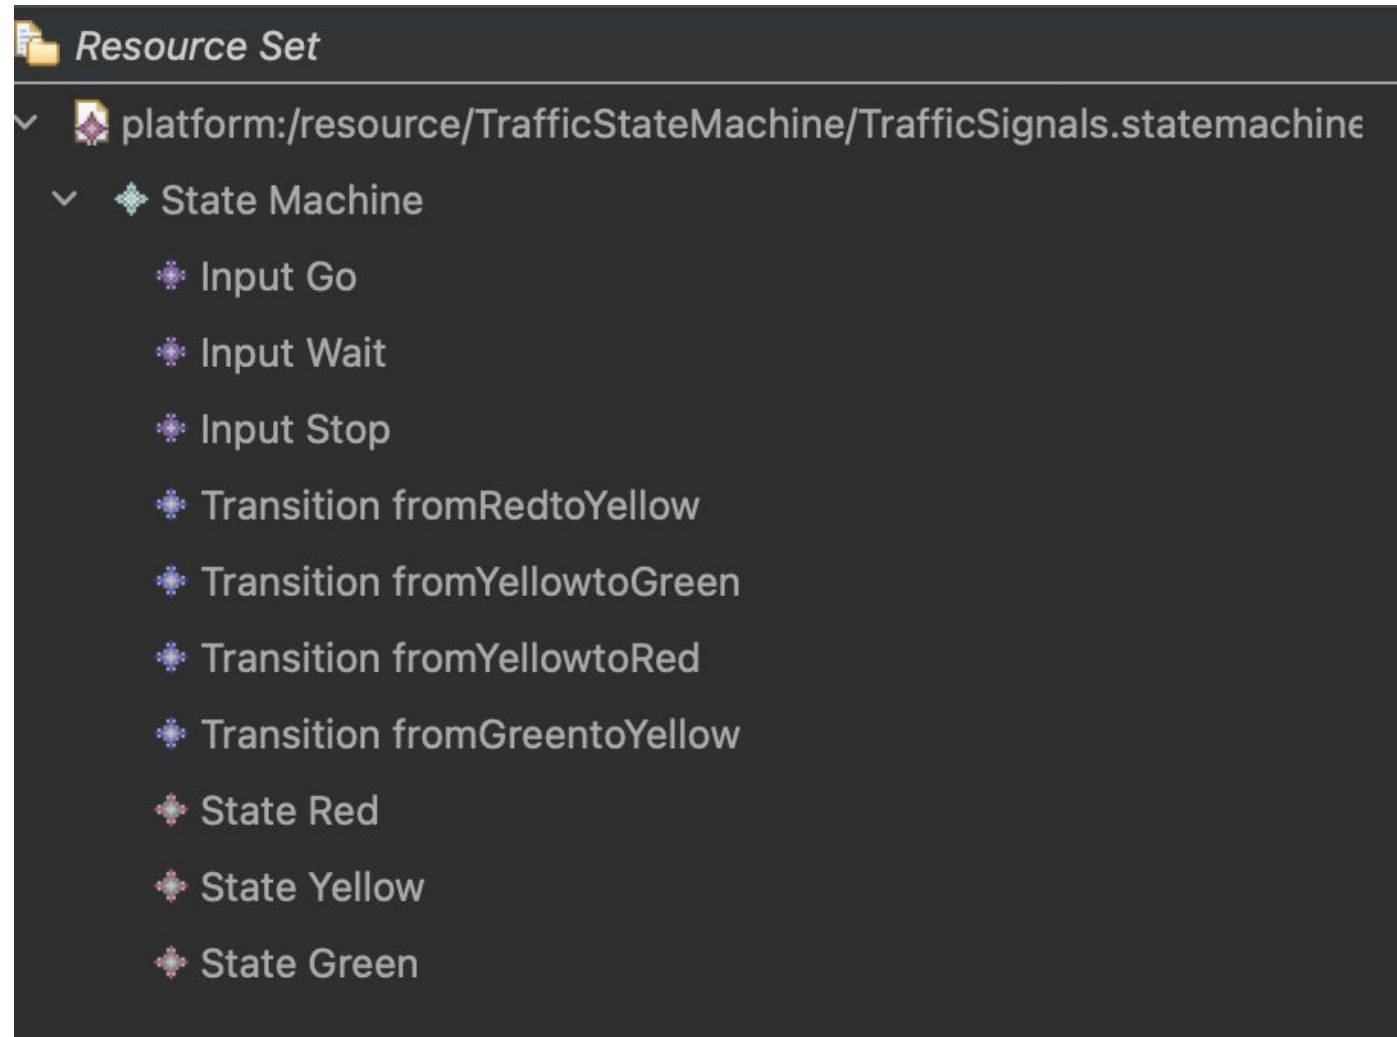 Resource Set
platform:/resource/TrafficStateMachine/TrafficSignals.statemachine
State Machine
Input Go
Input Wait
Input Stop
Transition fromRedtoYellow
Transition fromYellowtoGreen
Transition fromYellowtoRed
Transition fromGreentoYellow
State Red
State Yellow
State Green